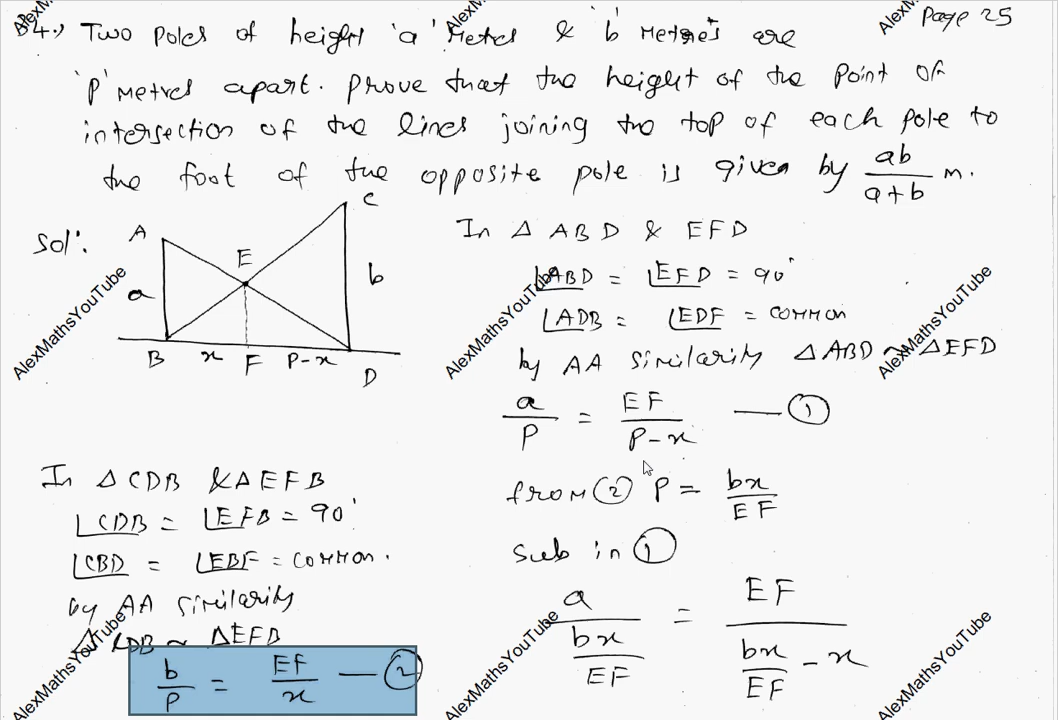 34.) Two Poles of height 'a' Metres & 'b' Metres are
Page 25
'P' Metres apart. Prove that the height of the Point of
intersection of the lines joining the top of each pole to
the foot of the opposite pole is given by ab/a+b m.
Sol:
A
C
E
a
b
B x F P-x D
In Δ ABD & EFD
∠ABD = ∠EFD = 90°
∠ADB = ∠EDF = common
by AA similarity ΔABD ~ ΔEFD
a/P = EF/P-x — ①
In Δ CDB & Δ EFB
∠CDB = ∠EFB = 90°
∠CBD = ∠EBF = common.
by AA similarity
ΔCDB ~ ΔEFB
b/P = EF/x — ②
from ② P = bx/EF
Sub in ①
a/(bx/EF) = EF/(bx/EF - x)
AlexMathsYouTube
AlexMathsYouTube
AlexMathsYouTube
AlexMathsYouTube
AlexMathsYouTube
AlexMathsYouTube